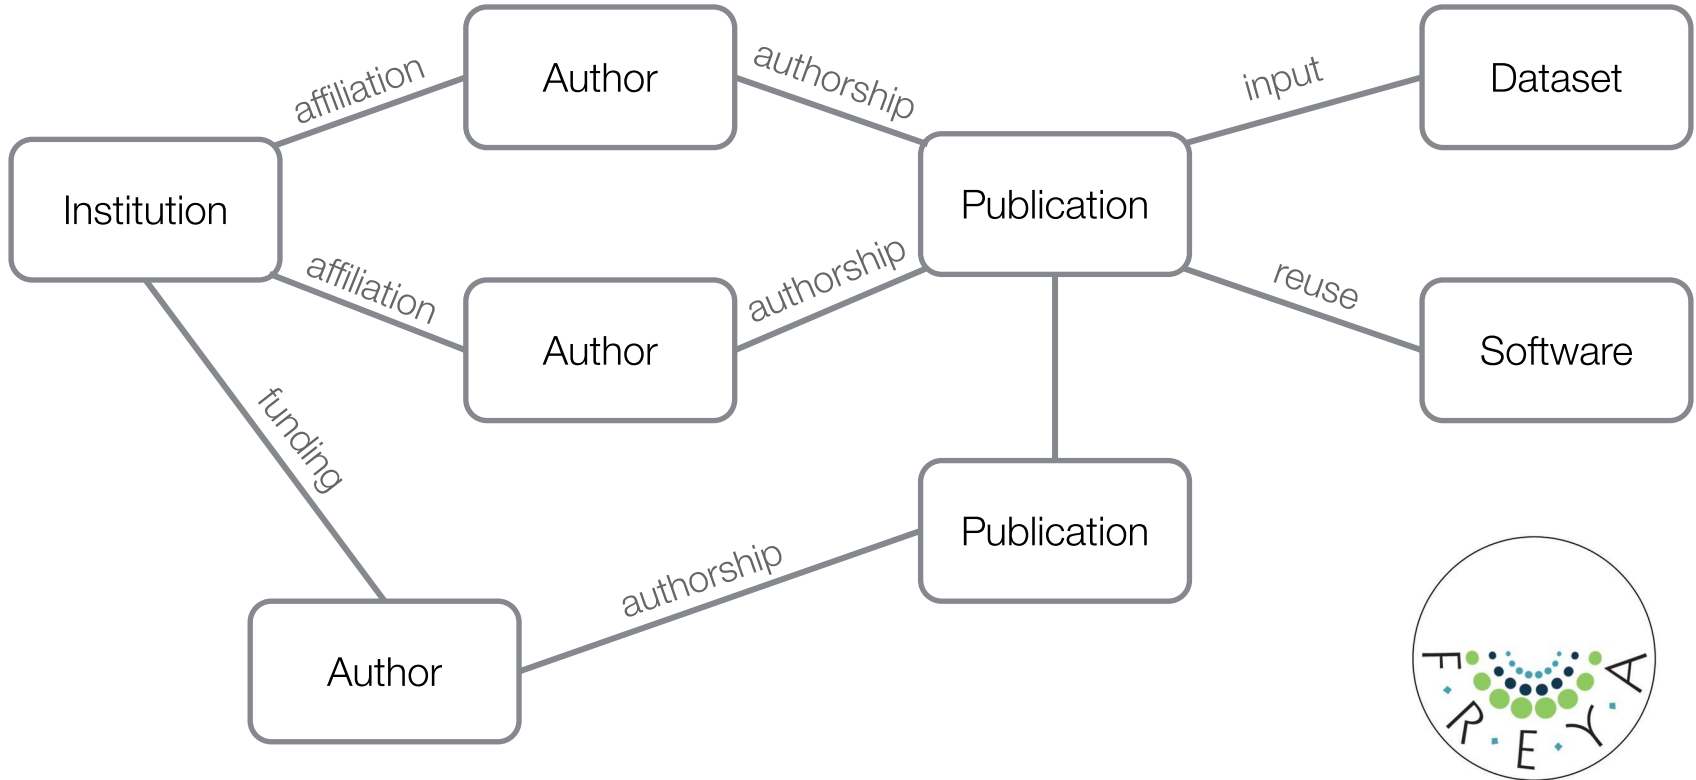 affiliation
Author
authorship
input
Dataset
Institution
Publication
affiliation
Author
authorship
reuse
Software
funding
Publication
authorship
Author
FREYA